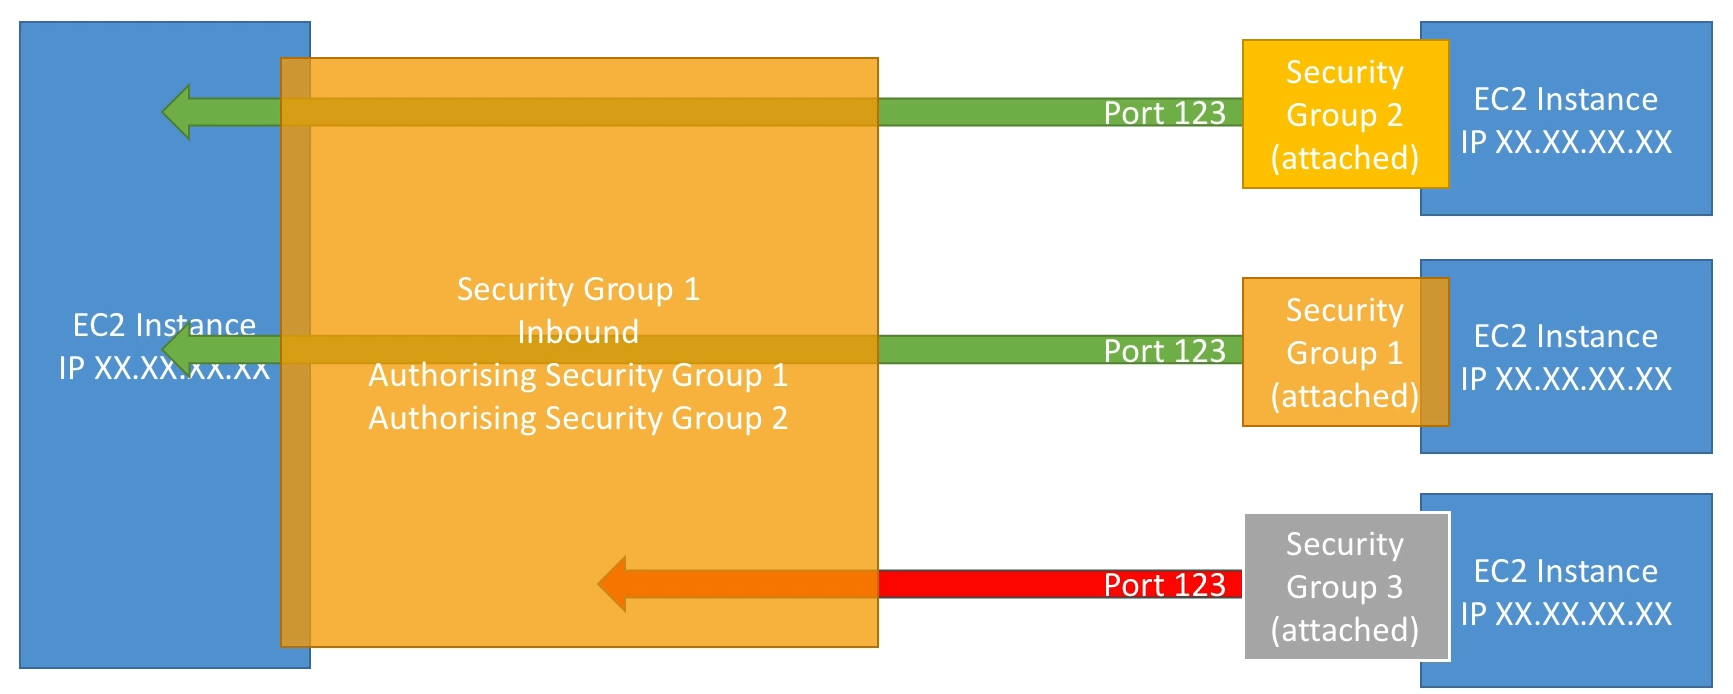 EC2 Instance
IP XX.XX.XX.XX
Security Group 1
Inbound
Authorising Security Group 1
Authorising Security Group 2
Port 123
Security
Group 2
(attached)
EC2 Instance
IP XX.XX.XX.XX
Port 123
Security
Group 1
(attached)
EC2 Instance
IP XX.XX.XX.XX
Port 123
Security
Group 3
(attached)
EC2 Instance
IP XX.XX.XX.XX